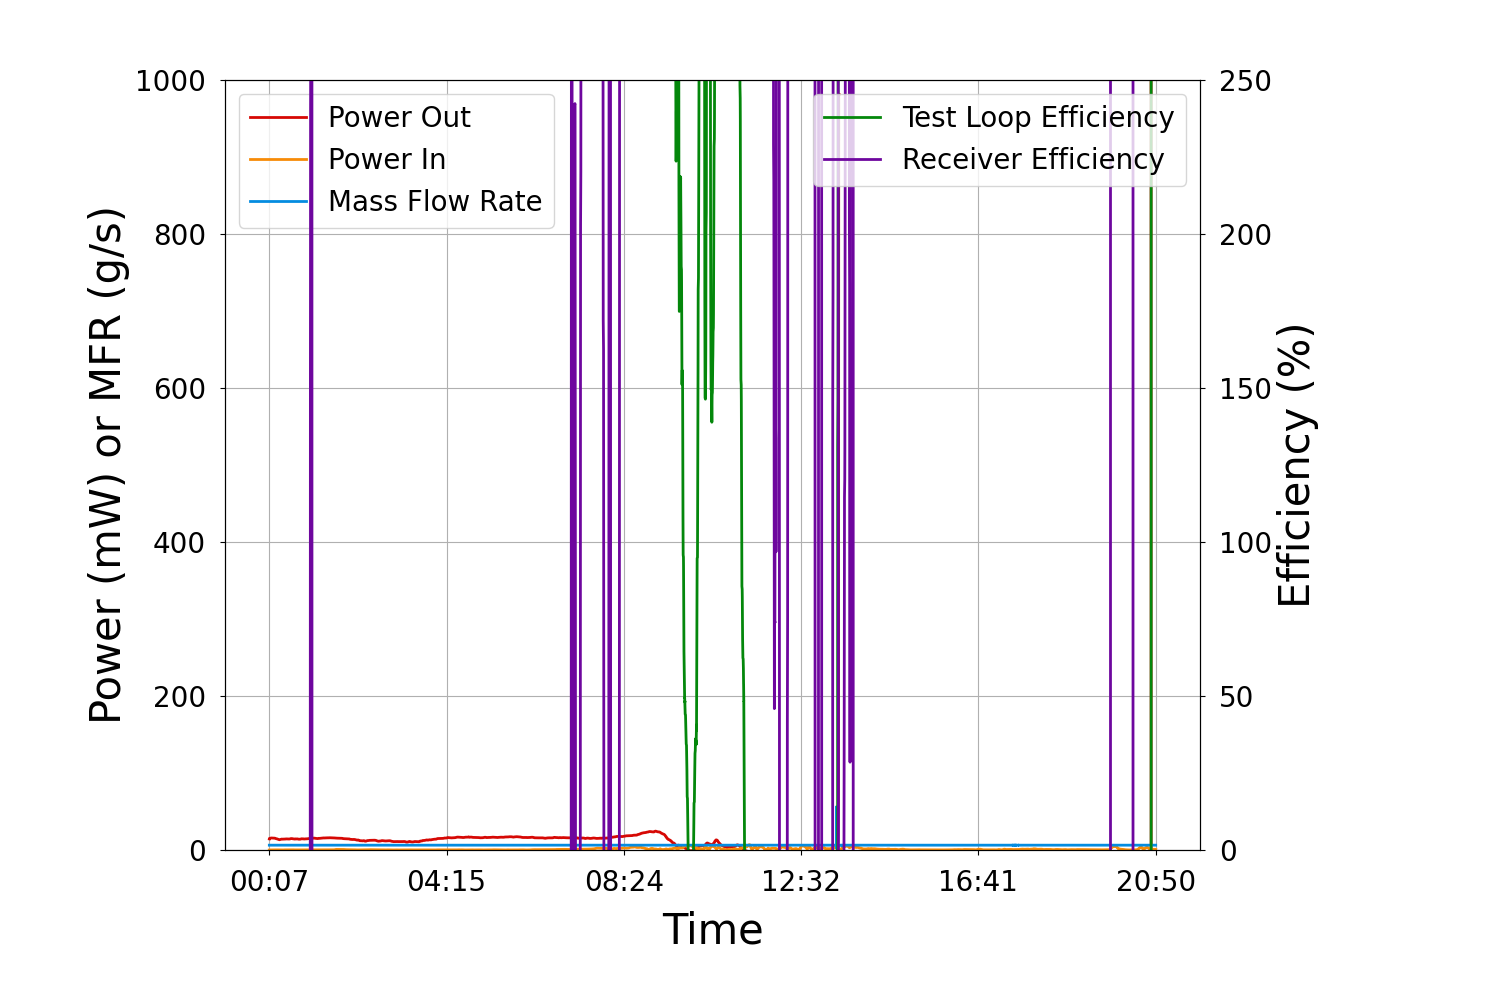 1000
800
600
400
200
0
Power (mW) or MFR (g/s)
Power Out
Power In
Mass Flow Rate
Test Loop Efficiency
Receiver Efficiency
250
200
150
100
50
0
Efficiency (%)
00:07 04:15 08:24 12:32 16:41 20:50
Time